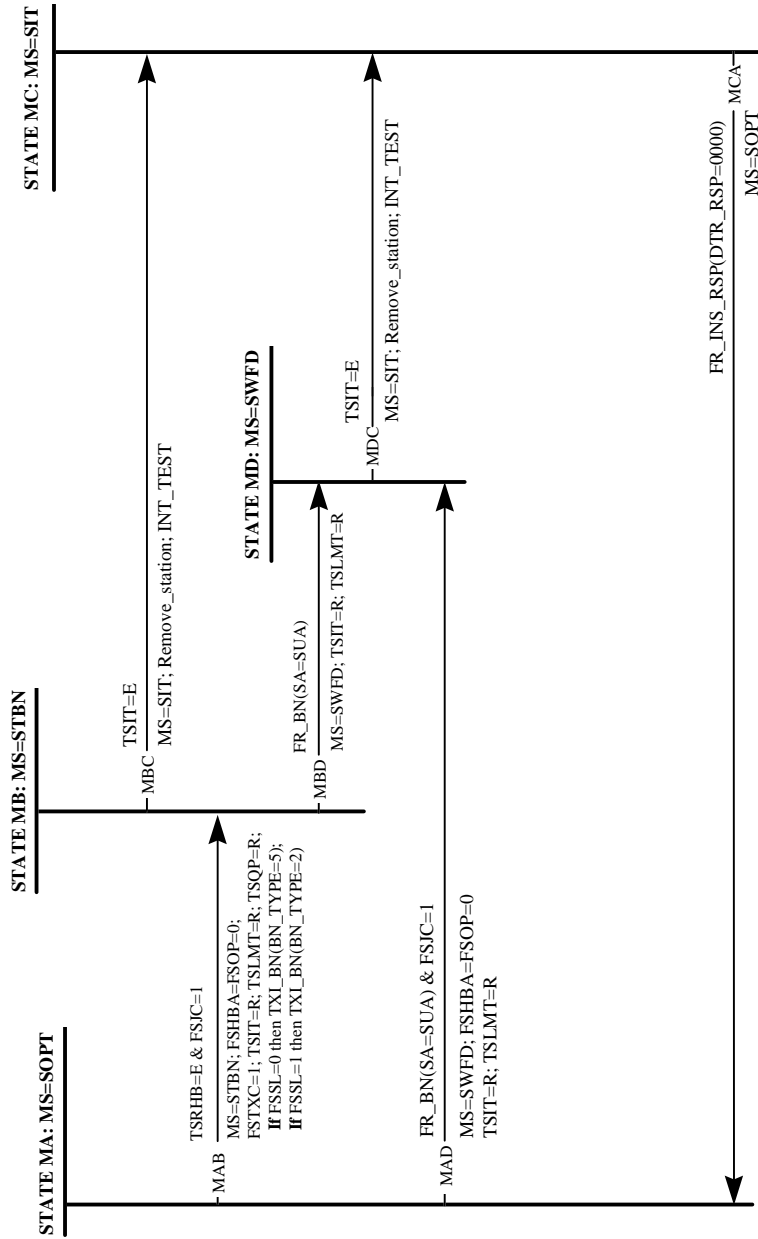 STATE MA: MS=SOPT
STATE MB: MS=STBN
STATE MD: MS=SWFD
STATE MC: MS=SIT
MBC
TSIT=E
MS=SIT; Remove_station; INT_TEST
MAB
TSRHB=E & FSJC=1
MS=STBN; FSHBA=FSOP=0;
FSTXC=1; TSIT=R; TSLMT=R; TSQP=R;
If FSSL=0 then TXI_BN(BN_TYPE=5);
If FSSL=1 then TXI_BN(BN_TYPE=2)
MBD
FR_BN(SA=SUA)
MS=SWFD; TSIT=R; TSLMT=R
MDC
TSIT=E
MS=SIT; Remove_station; INT_TEST
MAD
FR_BN(SA=SUA) & FSJC=1
MS=SWFD; FSHBA=FSOP=0
TSIT=R; TSLMT=R
FR_INS_RSP(DTR_RSP=0000)
MCA
MS=SOPT